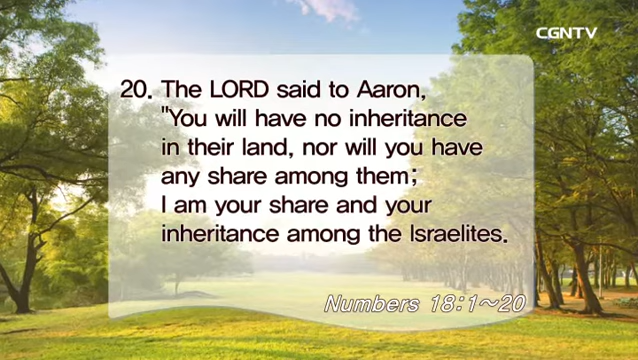 CGNTV
20. The LORD said to Aaron,
"You will have no inheritance
in their land, nor will you have
any share among them;
I am your share and your
inheritance among the Israelites.
Numbers 18:1~20